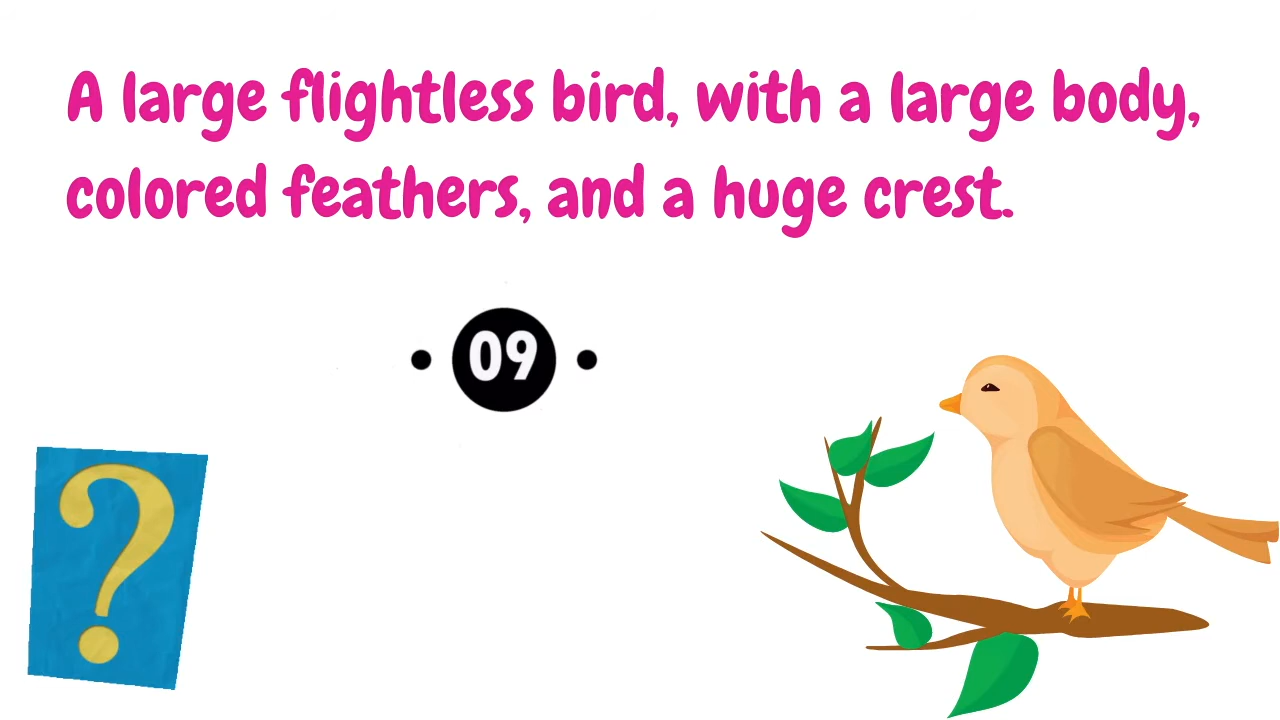 A large flightless bird, with a large body,
colored feathers, and a huge crest.
09
?